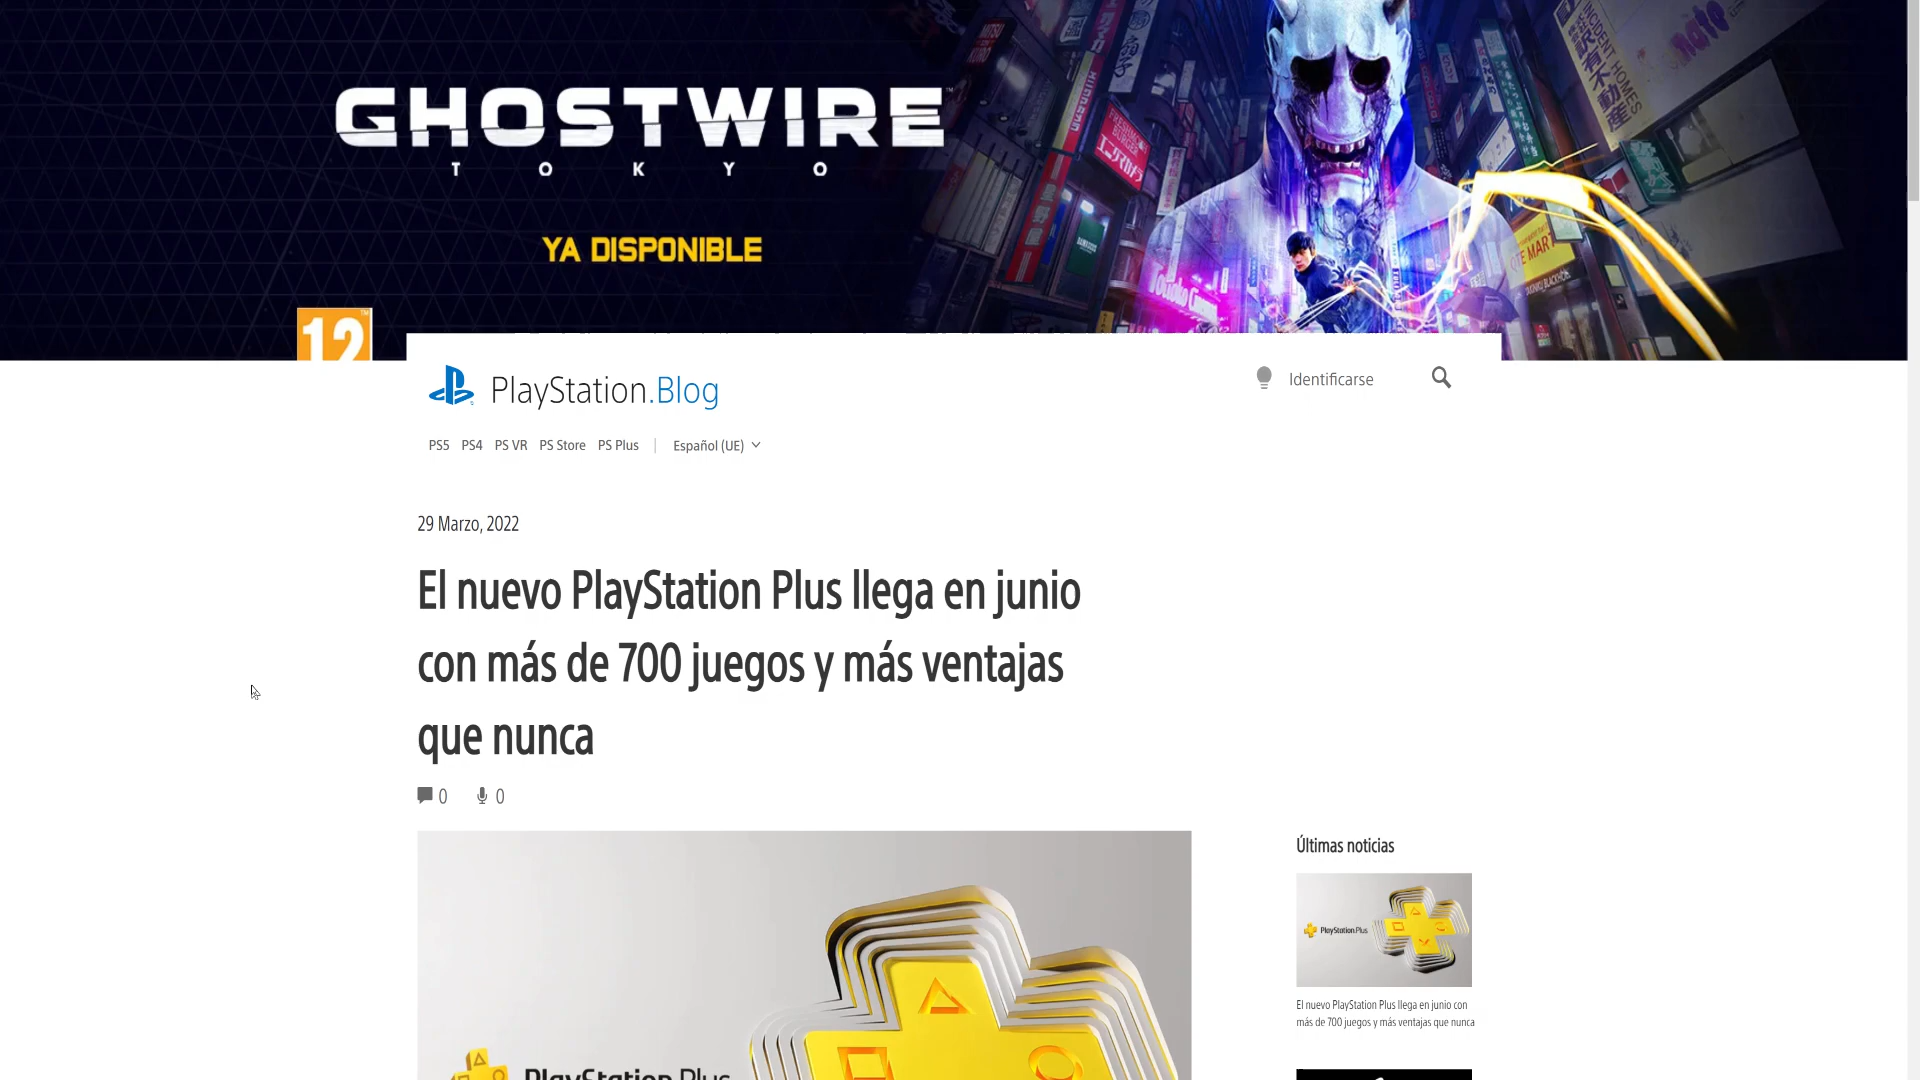 GHOSTWIRE™
TOKYO
YA DISPONIBLE
12
PlayStation.Blog
Identificarse
PS5 PS4 PS VR PS Store PS Plus | Español (UE)
29 Marzo, 2022
El nuevo PlayStation Plus llega en junio
con más de 700 juegos y más ventajas
que nunca
0 0
Últimas noticias
PlayStation Plus
El nuevo PlayStation Plus llega en junio con
más de 700 juegos y más ventajas que nunca
PlayStation Plus